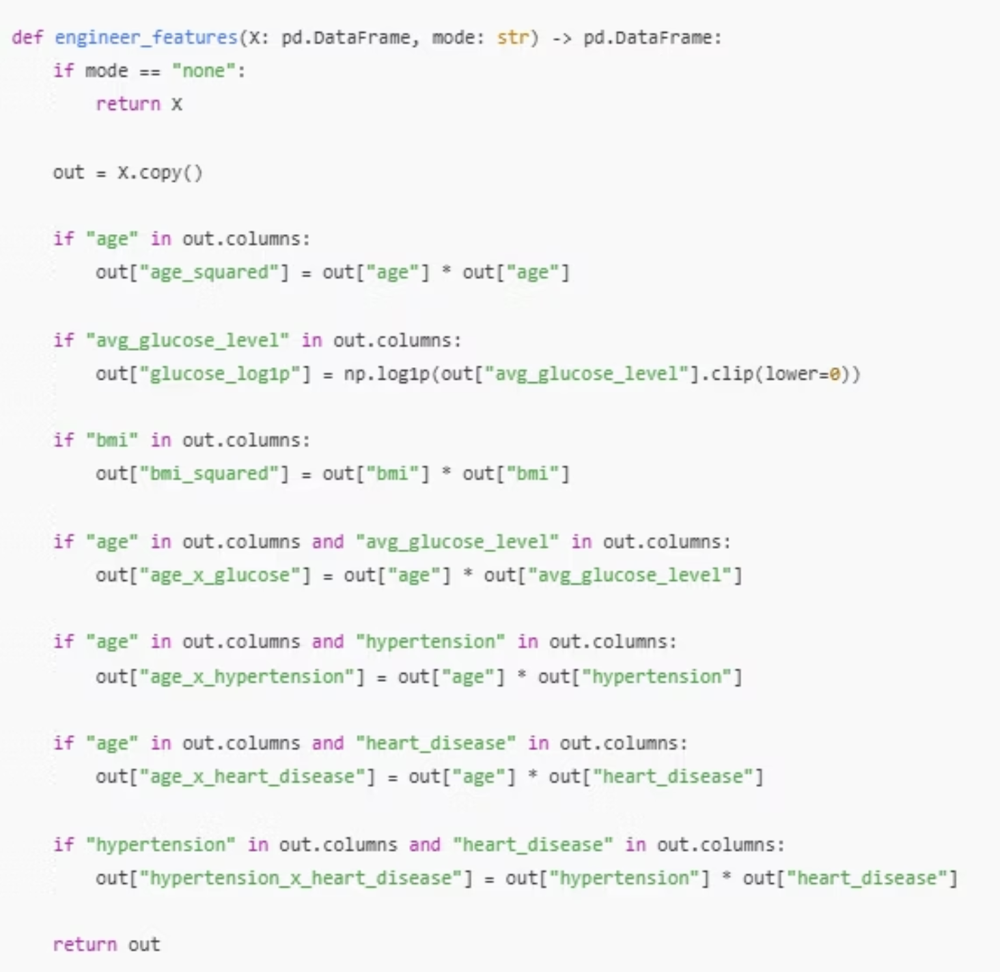 def engineer_features(X: pd.DataFrame, mode: str) -> pd.DataFrame:
    if mode == "none":
        return X

    out = X.copy()

    if "age" in out.columns:
        out["age_squared"] = out["age"] * out["age"]

    if "avg_glucose_level" in out.columns:
        out["glucose_log1p"] = np.log1p(out["avg_glucose_level"].clip(lower=0))

    if "bmi" in out.columns:
        out["bmi_squared"] = out["bmi"] * out["bmi"]

    if "age" in out.columns and "avg_glucose_level" in out.columns:
        out["age_x_glucose"] = out["age"] * out["avg_glucose_level"]

    if "age" in out.columns and "hypertension" in out.columns:
        out["age_x_hypertension"] = out["age"] * out["hypertension"]

    if "age" in out.columns and "heart_disease" in out.columns:
        out["age_x_heart_disease"] = out["age"] * out["heart_disease"]

    if "hypertension" in out.columns and "heart_disease" in out.columns:
        out["hypertension_x_heart_disease"] = out["hypertension"] * out["heart_disease"]

    return out